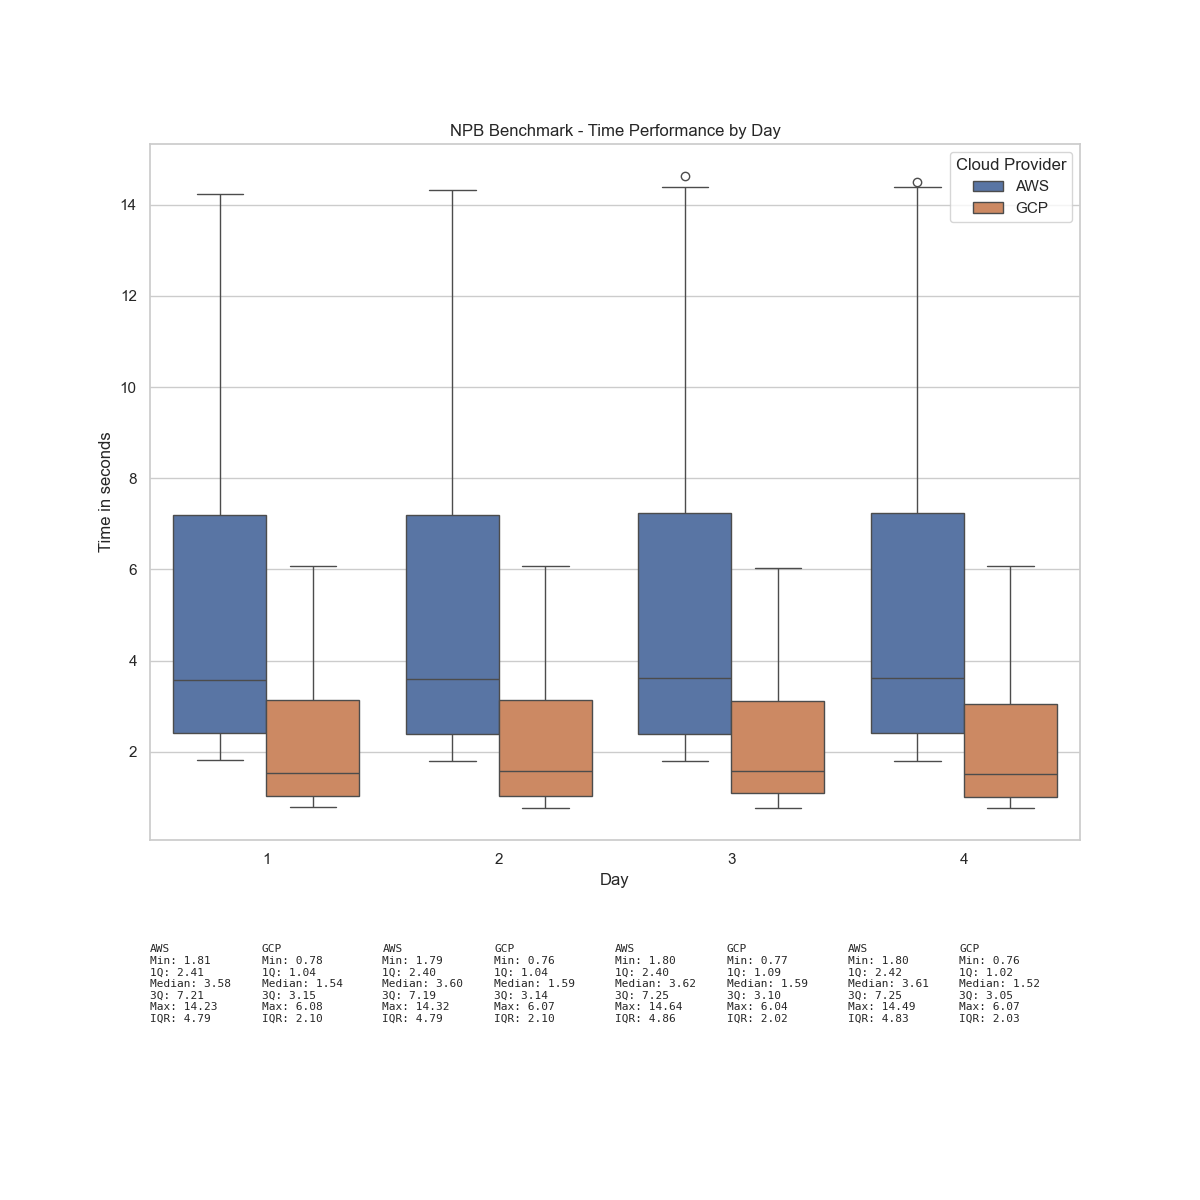 NPB Benchmark - Time Performance by Day
Cloud Provider
AWS
GCP
Time in seconds
14
12
10
8
6
4
2
1
2
3
4
Day
AWS
Min: 1.81
1Q: 2.41
Median: 3.58
3Q: 7.21
Max: 14.23
IQR: 4.79
GCP
Min: 0.78
1Q: 1.04
Median: 1.54
3Q: 3.15
Max: 6.08
IQR: 2.10
AWS
Min: 1.79
1Q: 2.40
Median: 3.60
3Q: 7.19
Max: 14.32
IQR: 4.79
GCP
Min: 0.76
1Q: 1.04
Median: 1.59
3Q: 3.14
Max: 6.07
IQR: 2.10
AWS
Min: 1.80
1Q: 2.40
Median: 3.62
3Q: 7.25
Max: 14.64
IQR: 4.86
GCP
Min: 0.77
1Q: 1.09
Median: 1.59
3Q: 3.10
Max: 6.04
IQR: 2.02
AWS
Min: 1.80
1Q: 2.42
Median: 3.61
3Q: 7.25
Max: 14.49
IQR: 4.83
GCP
Min: 0.76
1Q: 1.02
Median: 1.52
3Q: 3.05
Max: 6.07
IQR: 2.03